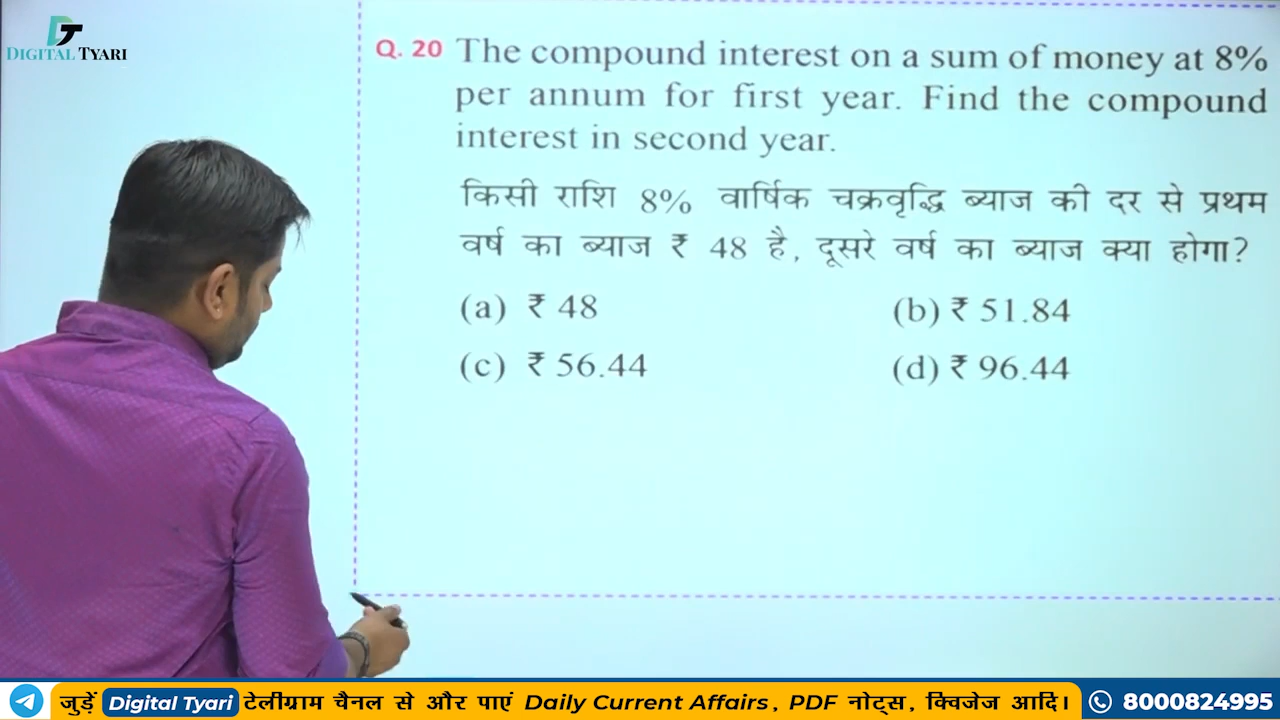 DT
DIGITAL TYARI
Q. 20 The compound interest on a sum of money at 8%
per annum for first year. Find the compound
interest in second year.
किसी राशि 8% वार्षिक चक्रवृद्धि ब्याज की दर से प्रथम
वर्ष का ब्याज ₹ 48 है, दूसरे वर्ष का ब्याज क्या होगा?
(a) ₹ 48 (b) ₹ 51.84
(c) ₹ 56.44 (d) ₹ 96.44
जुड़ें Digital Tyari टेलीग्राम चैनल से और पाएं Daily Current Affairs, PDF नोट्स, क्विजेज आदि। 8000824995